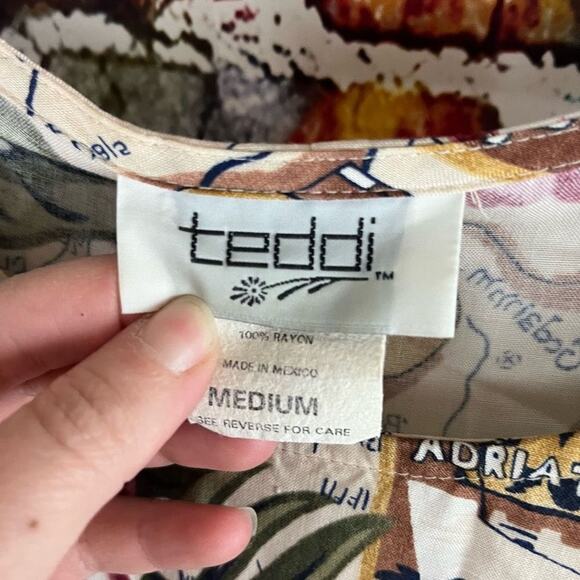 teddi
TM
100% RAYON
MADE IN MEXICO
MEDIUM
SEE REVERSE FOR CARE
ADRIAT